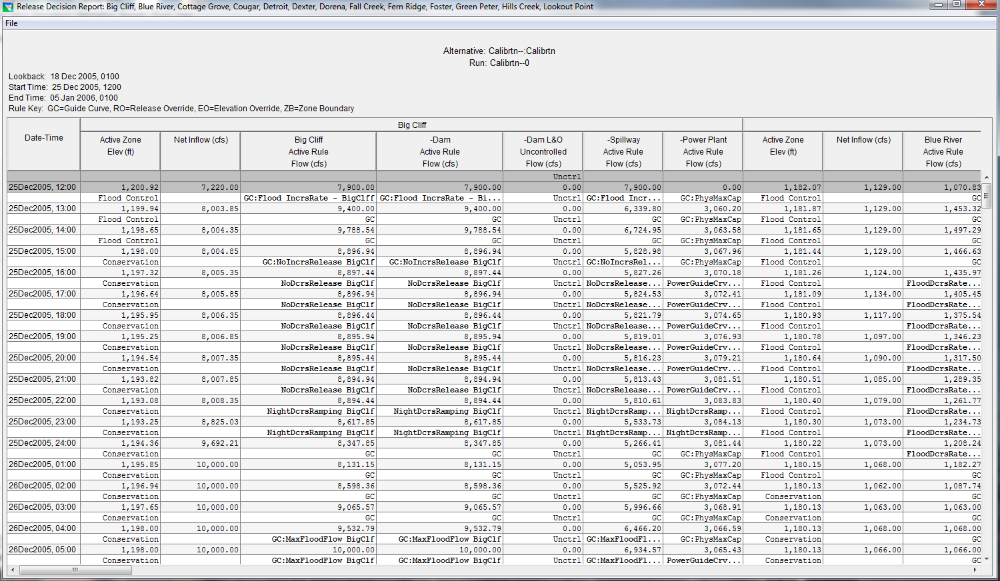 Release Decision Report: Big Cliff, Blue River, Cottage Grove, Cougar, Detroit, Dexter, Dorena, Fall Creek, Fern Ridge, Foster, Green Peter, Hills Creek, Lookout Point
File
Alternative: Calibrtn--:Calibrtn
Run: Calibrtn--0
Lookback: 18 Dec 2005, 0100
Start Time: 25 Dec 2005, 1200
End Time: 05 Jan 2006, 0100
Rule Key: GC=Guide Curve, RO=Release Override, EO=Elevation Override, ZB=Zone Boundary
Big Cliff
Date-Time
Active Zone Net Inflow (cfs) Big Cliff -Dam -Dam L&O -Spillway -Power Plant Active Zone Net Inflow (cfs) Blue River
Elev (ft) Active Rule Active Rule Uncontrolled Active Rule Active Rule Elev (ft) Active Rule
Flow (cfs) Flow (cfs) Flow (cfs) Flow (cfs) Flow (cfs) Flow (cfs)
Unctrl
25Dec2005, 12:00 1,200.92 7,220.00 7,900.00 7,900.00 0.00 7,900.00 0.00 1,182.07 1,129.00 1,070.83
Flood Control GC:Flood IncrsRate - BigClff GC:Flood IncrsRate - Bi... Unctrl GC:Flood Incr... GC:PhysMaxCap Flood Control GC
25Dec2005, 13:00 1,199.94 8,003.85 9,400.00 9,400.00 0.00 6,339.80 3,060.20 1,181.87 1,129.00 1,453.32
Flood Control GC GC Unctrl GC GC:PhysMaxCap Flood Control GC
25Dec2005, 14:00 1,198.65 8,004.35 9,788.54 9,788.54 0.00 6,724.95 3,063.58 1,181.65 1,129.00 1,497.29
Flood Control GC GC Unctrl GC GC:PhysMaxCap Flood Control GC
25Dec2005, 15:00 1,198.00 8,004.85 8,896.94 8,896.94 0.00 5,828.98 3,067.96 1,181.44 1,129.00 1,466.63
Conservation GC:NoIncrsRelease BigClf GC:NoIncrsRelease BigClf Unctrl GC:NoIncrsRel... GC:PhysMaxCap Flood Control GC
25Dec2005, 16:00 1,197.32 8,005.35 8,897.44 8,897.44 0.00 5,827.26 3,070.18 1,181.26 1,124.00 1,435.97
Conservation NoDcrsRelease BigClf NoDcrsRelease BigClf Unctrl NoDcrsRelease... PowerGuideCrv... Flood Control FloodDcrsRate...
25Dec2005, 17:00 1,196.64 8,005.85 8,896.94 8,896.94 0.00 5,824.53 3,072.41 1,181.09 1,134.00 1,405.45
Conservation NoDcrsRelease BigClf NoDcrsRelease BigClf Unctrl NoDcrsRelease... PowerGuideCrv... Flood Control FloodDcrsRate...
25Dec2005, 18:00 1,195.95 8,006.35 8,896.44 8,896.44 0.00 5,821.79 3,074.65 1,180.93 1,117.00 1,375.54
Conservation NoDcrsRelease BigClf NoDcrsRelease BigClf Unctrl NoDcrsRelease... PowerGuideCrv... Flood Control FloodDcrsRate...
25Dec2005, 19:00 1,195.25 8,006.85 8,895.94 8,895.94 0.00 5,819.01 3,076.93 1,180.78 1,097.00 1,346.23
Conservation NoDcrsRelease BigClf NoDcrsRelease BigClf Unctrl NoDcrsRelease... PowerGuideCrv... Flood Control FloodDcrsRate...
25Dec2005, 20:00 1,194.54 8,007.35 8,895.44 8,895.44 0.00 5,816.23 3,079.21 1,180.64 1,090.00 1,317.50
Conservation NoDcrsRelease BigClf NoDcrsRelease BigClf Unctrl NoDcrsRelease... PowerGuideCrv... Flood Control FloodDcrsRate...
25Dec2005, 21:00 1,193.82 8,007.85 8,894.94 8,894.94 0.00 5,813.43 3,081.51 1,180.51 1,085.00 1,289.35
Conservation NoDcrsRelease BigClf NoDcrsRelease BigClf Unctrl NoDcrsRelease... PowerGuideCrv... Flood Control FloodDcrsRate...
25Dec2005, 22:00 1,193.08 8,008.35 8,894.44 8,894.44 0.00 5,810.61 3,083.83 1,180.40 1,079.00 1,261.77
Conservation NightDcrsRamping BigClf NightDcrsRamping BigClf Unctrl NightDcrsRamp... NightDcrsRamp... Flood Control FloodDcrsRate...
25Dec2005, 23:00 1,193.25 8,825.03 8,617.85 8,617.85 0.00 5,533.73 3,084.13 1,180.30 1,073.00 1,234.73
Conservation NightDcrsRamping BigClf NightDcrsRamping BigClf Unctrl NightDcrsRamp... NightDcrsRamp... Flood Control FloodDcrsRate...
25Dec2005, 24:00 1,194.36 9,692.21 8,347.85 8,347.85 0.00 5,266.41 3,081.44 1,180.22 1,073.00 1,208.24
Conservation GC GC Unctrl GC GC:PhysMaxCap Flood Control FloodDcrsRate...
26Dec2005, 01:00 1,195.85 10,000.00 8,131.15 8,131.15 0.00 5,053.95 3,077.20 1,180.15 1,068.00 1,182.27
Conservation GC GC Unctrl GC GC:PhysMaxCap Flood Control GC
26Dec2005, 02:00 1,196.94 10,000.00 8,598.36 8,598.36 0.00 5,525.92 3,072.44 1,180.13 1,062.00 1,087.74
Conservation GC GC Unctrl GC GC:PhysMaxCap Conservation GC
26Dec2005, 03:00 1,197.65 10,000.00 9,065.57 9,065.57 0.00 5,996.66 3,068.91 1,180.13 1,063.00 1,063.00
Conservation GC GC Unctrl GC GC:PhysMaxCap Conservation GC
26Dec2005, 04:00 1,198.00 10,000.00 9,532.79 9,532.79 0.00 6,466.20 3,066.59 1,180.13 1,068.00 1,068.00
Conservation GC:MaxFloodFlow BigClf GC:MaxFloodFlow BigClf Unctrl GC:MaxFloodFl... GC:PhysMaxCap Conservation GC
26Dec2005, 05:00 1,198.00 10,000.00 10,000.00 10,000.00 0.00 6,934.57 3,065.43 1,180.13 1,066.00 1,066.00
Conservation GC:MaxFloodFlow BigClf GC:MaxFloodFlow BigClf Unctrl GC:MaxFloodFl... PowerGuideCrv... Conservation GC